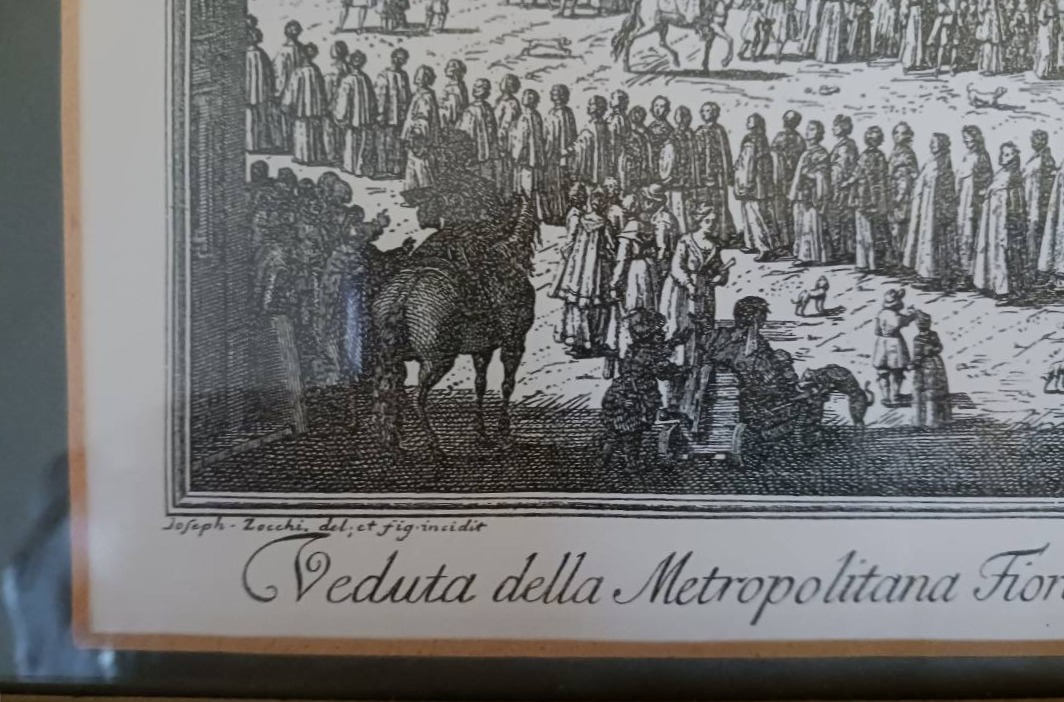 Joseph - Zocchi, del; et fig. incidit
Veduta della Metropolitana Fior